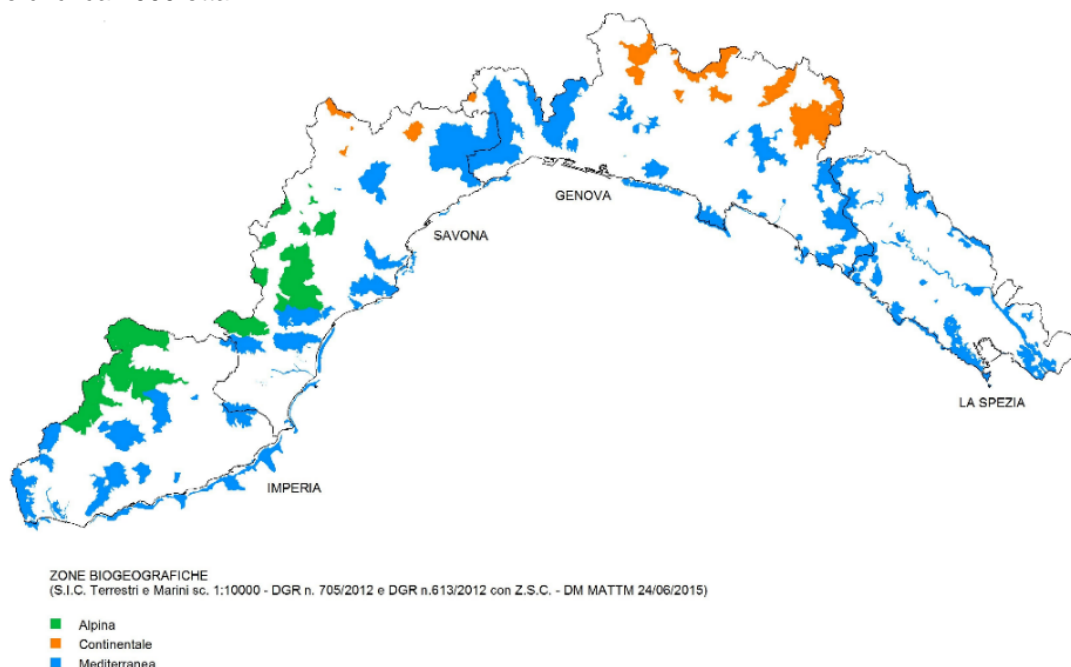 GENOVA
SAVONA
LA SPEZIA
IMPERIA
ZONE BIOGEOGRAFICHE
(S.I.C. Terrestri e Marini sc. 1:10000 - DGR n. 705/2012 e DGR n.613/2012 con Z.S.C. - DM MATTM 24/06/2015)
Alpina
Continentale
Mediterranea